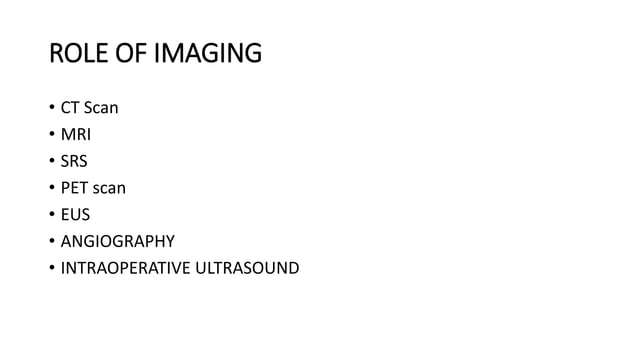 ROLE OF IMAGING
• CT Scan
• MRI
• SRS
• PET scan
• EUS
• ANGIOGRAPHY
• INTRAOPERATIVE ULTRASOUND